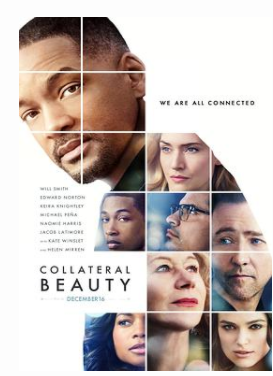 WE ARE ALL CONNECTED
WILL SMITH
EDWARD NORTON
KEIRA KNIGHTLEY
MICHAEL PEÑA
NAOMIE HARRIS
JACOB LATIMORE
AND KATE WINSLET
AND HELEN MIRREN
COLLATERAL
BEAUTY
DECEMBER 16